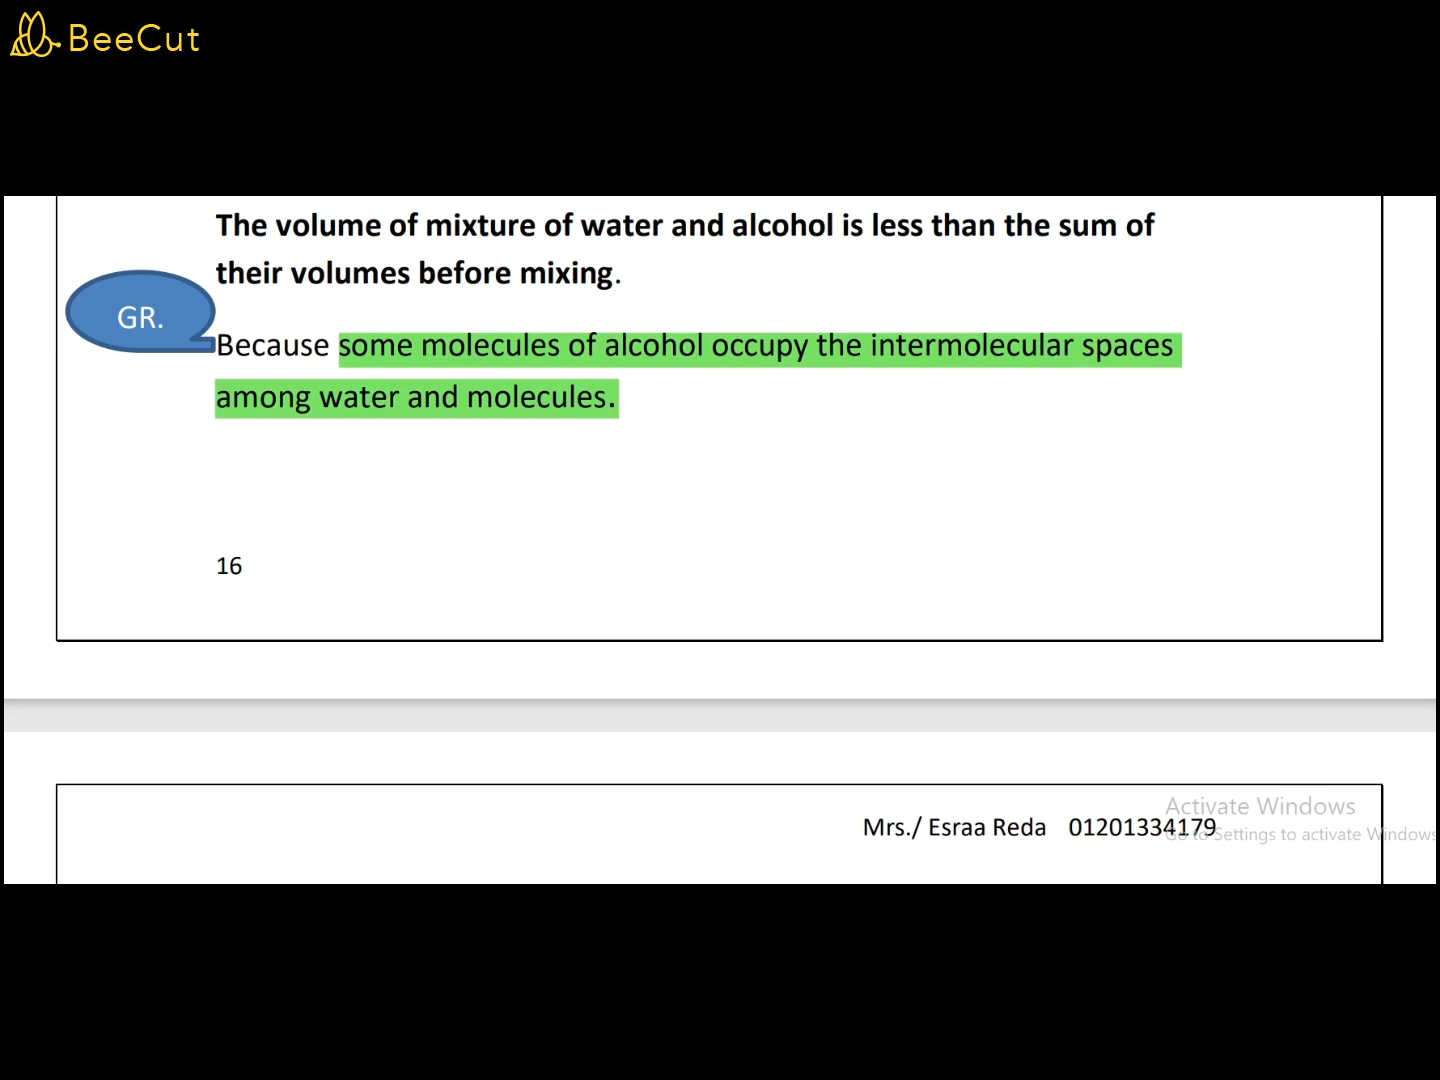 BeeCut
The volume of mixture of water and alcohol is less than the sum of
their volumes before mixing.
GR.
Because some molecules of alcohol occupy the intermolecular spaces
among water and molecules.
16
Activate Windows
Mrs./ Esraa Reda 01201334179
Go to Settings to activate Windows